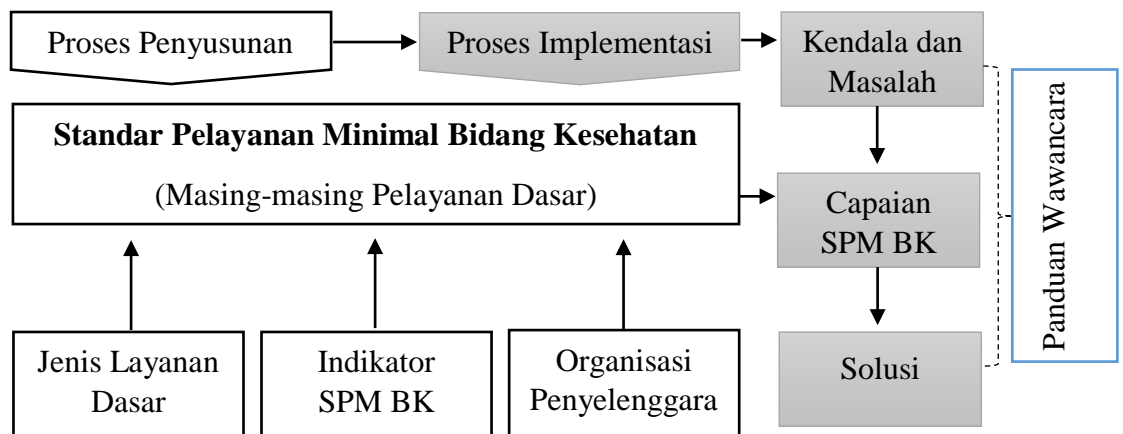 Proses Penyusunan
Proses Implementasi
Kendala dan
Masalah
Standar Pelayanan Minimal Bidang Kesehatan
(Masing-masing Pelayanan Dasar)
Capaian
SPM BK
Panduan Wawancara
Jenis Layanan
Dasar
Indikator
SPM BK
Organisasi
Penyelenggara
Solusi